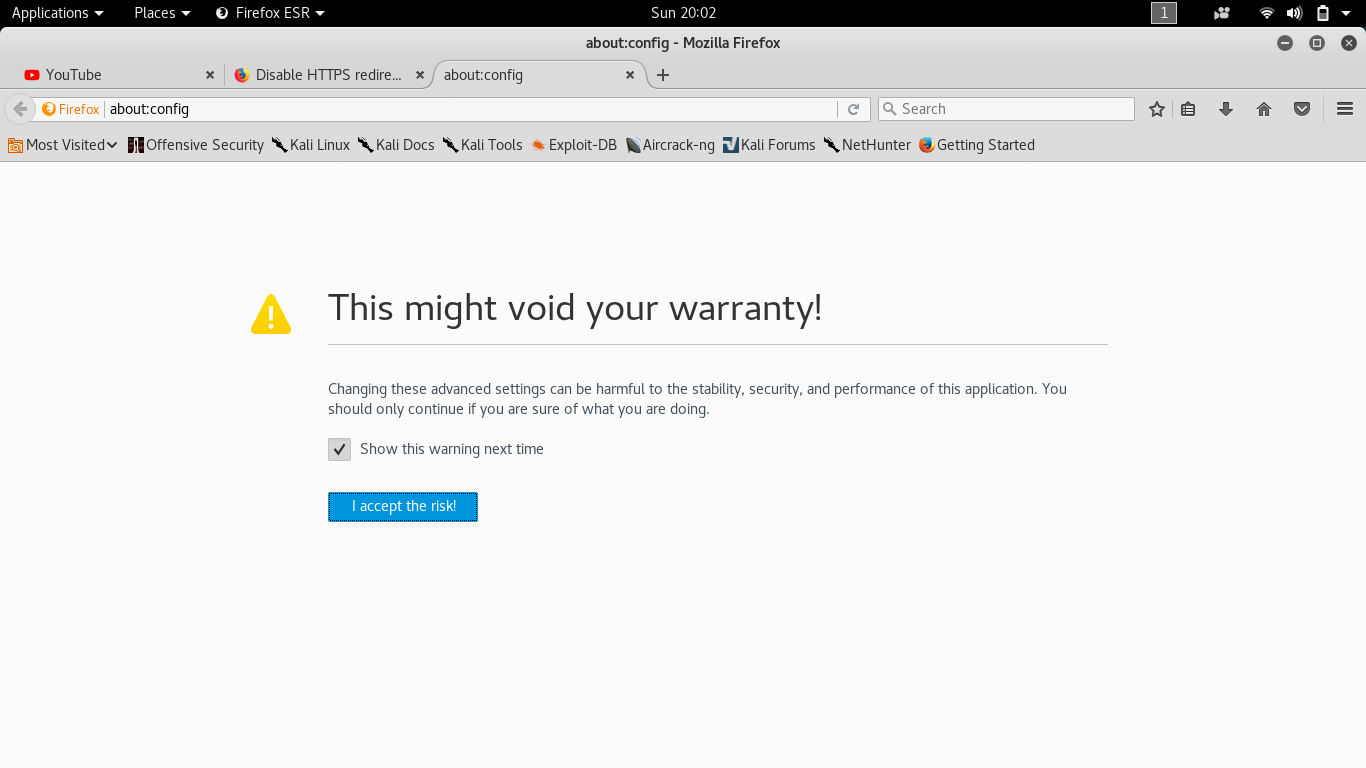 Applications Places Firefox ESR Sun 20:02 1
about:config - Mozilla Firefox
YouTube Disable HTTPS redire... about:config
Firefox about:config Search
Most Visited Offensive Security Kali Linux Kali Docs Kali Tools Exploit-DB Aircrack-ng Kali Forums NetHunter Getting Started
This might void your warranty!
Changing these advanced settings can be harmful to the stability, security, and performance of this application. You
should only continue if you are sure of what you are doing.
Show this warning next time
I accept the risk!